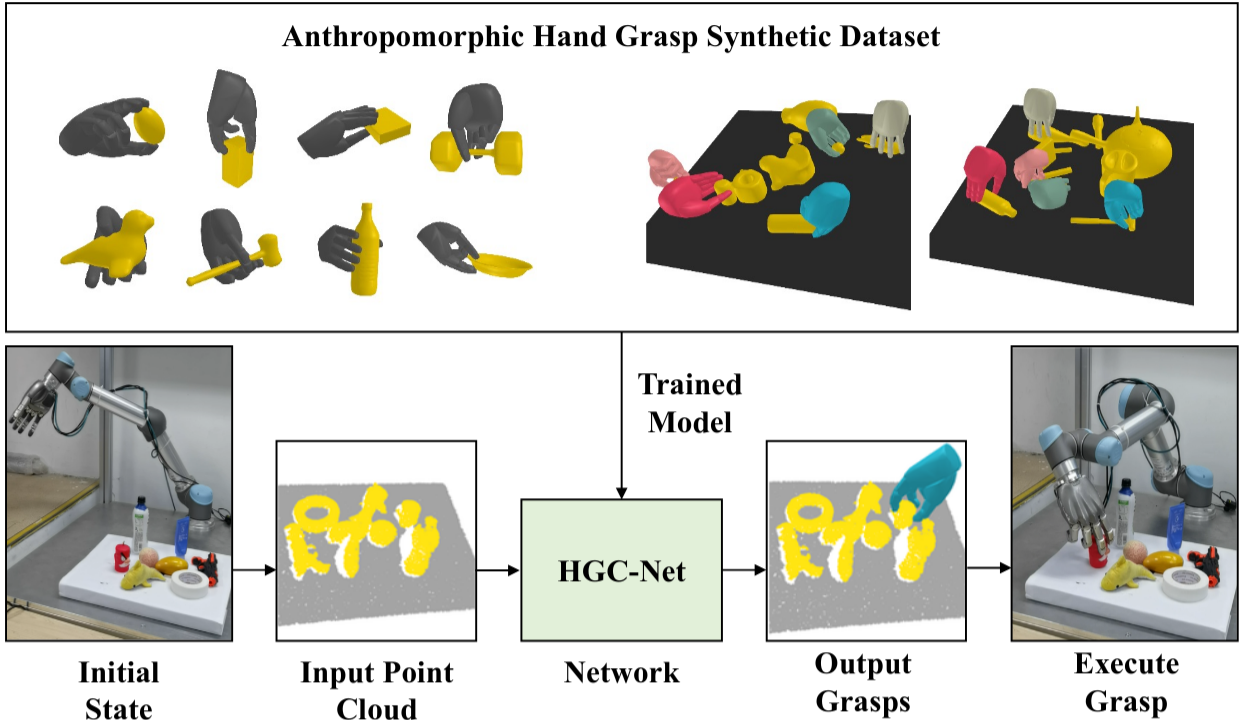 Anthropomorphic Hand Grasp Synthetic Dataset
Trained
Model
HGC-Net
Initial
State
Input Point
Cloud
Network
Output
Grasps
Execute
Grasp